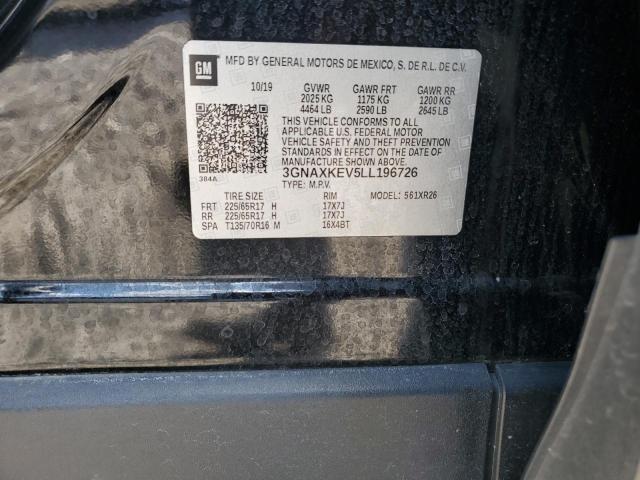 GM
MFD BY GENERAL MOTORS DE MEXICO, S. DE R.L. DE C.V.
10/19 GVWR GAWR FRT GAWR RR
2025 KG 1175 KG 1200 KG
4464 LB 2590 LB 2645 LB
THIS VEHICLE CONFORMS TO ALL
APPLICABLE U.S. FEDERAL MOTOR
VEHICLE SAFETY AND THEFT PREVENTION
STANDARDS IN EFFECT ON THE DATE OF
MANUFACTURE SHOWN ABOVE.
3GNAXKEV5LL196726
384A TYPE: M.P.V. MODEL: 561XR26
TIRE SIZE RIM
FRT 225/65R17 H 17X7J
RR 225/65R17 H 17X7J
SPA T135/70R16 M 16X4BT